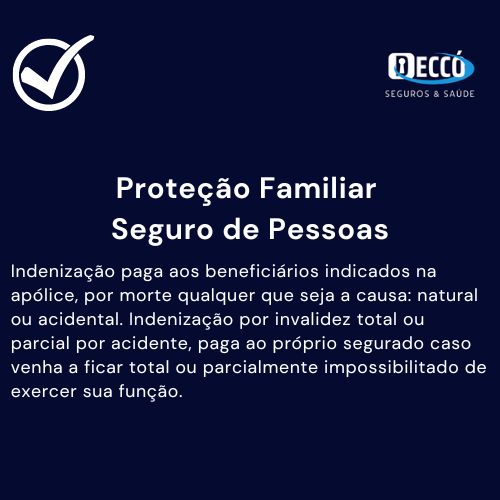 DECCÓ
SEGUROS & SAÚDE
Proteção Familiar
Seguro de Pessoas
Indenização paga aos beneficiários indicados na
apólice, por morte qualquer que seja a causa: natural
ou acidental. Indenização por invalidez total ou
parcial por acidente, paga ao próprio segurado caso
venha a ficar total ou parcialmente impossibilitado de
exercer sua função.